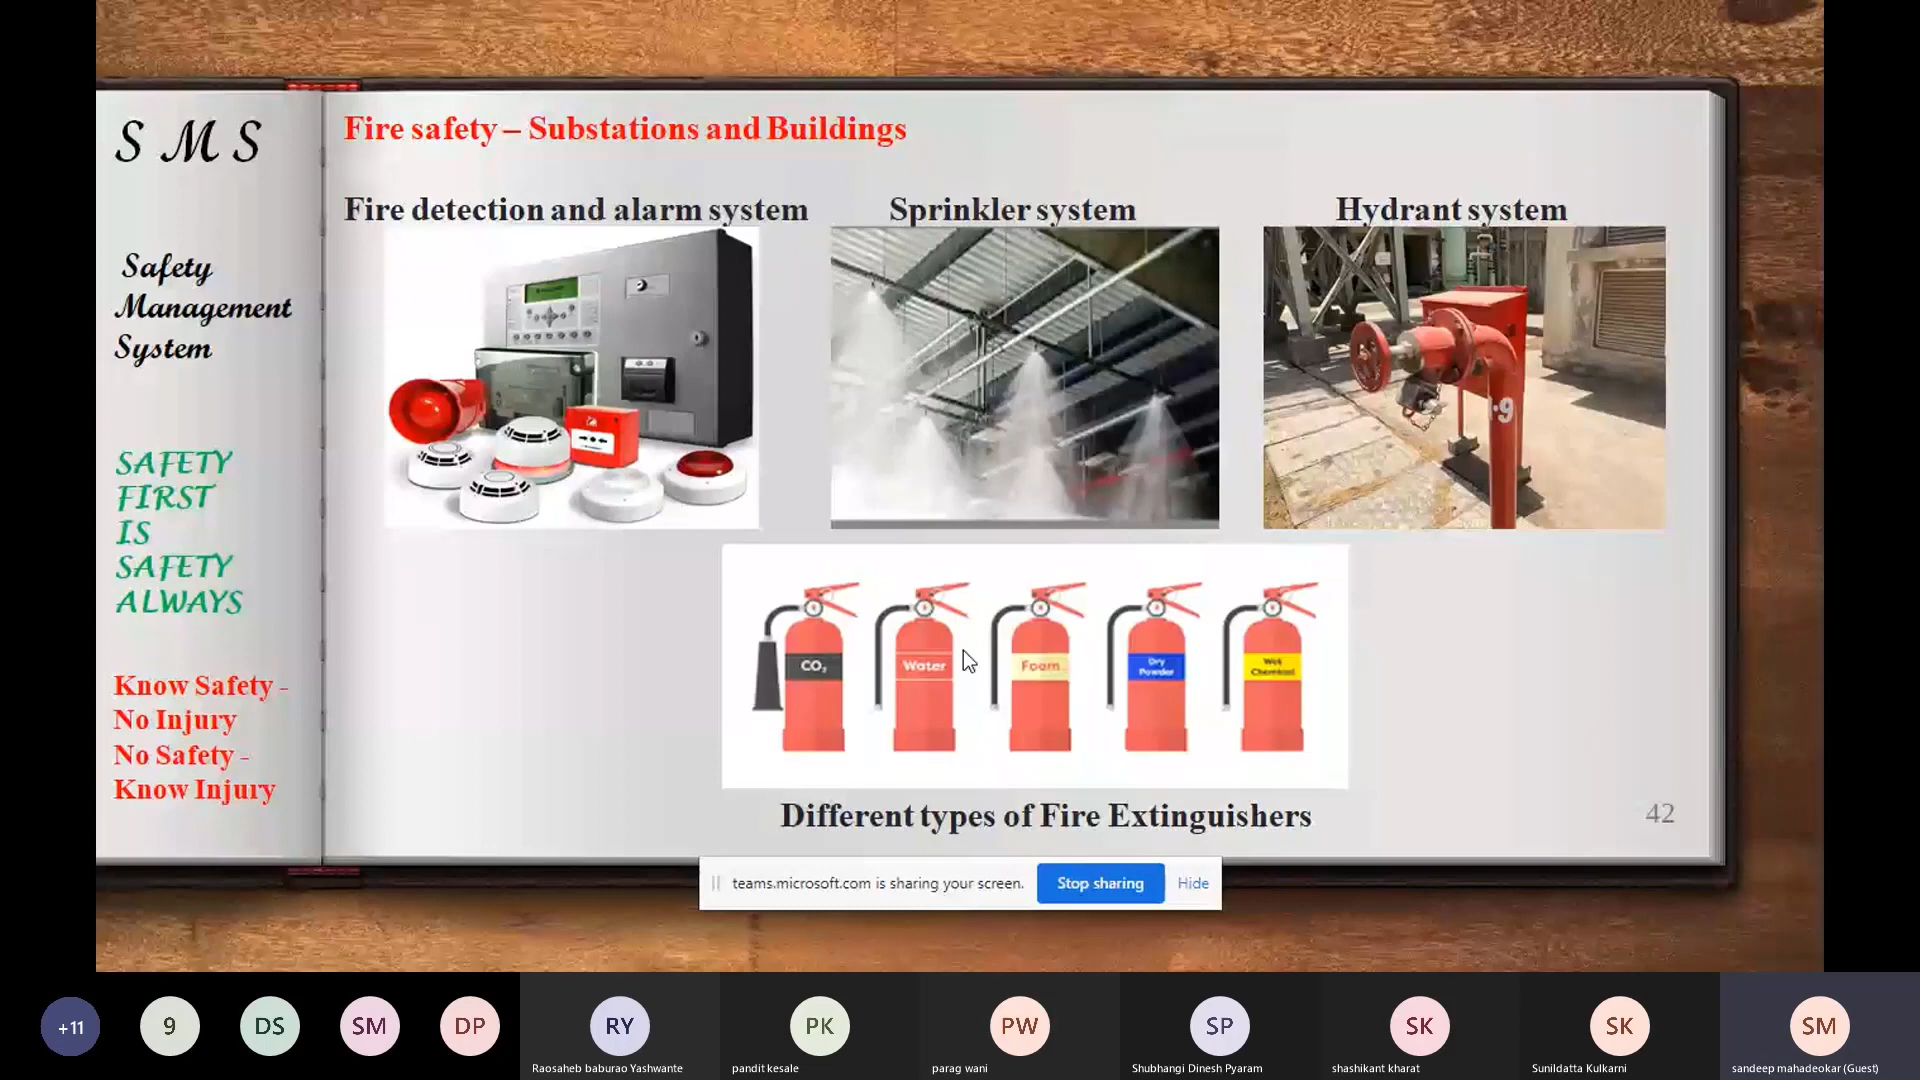 S M S
Safety
Management
System
SAFETY
FIRST
IS
SAFETY
ALWAYS
Know Safety -
No Injury
No Safety -
Know Injury
Fire safety – Substations and Buildings
Fire detection and alarm system
Sprinkler system
Hydrant system
9
CO₂
Water
Foam
Dry
Powder
Wet
Chemical
Different types of Fire Extinguishers
42
teams.microsoft.com is sharing your screen.
Stop sharing
Hide
+11
9
DS
SM
DP
RY
PK
PW
SP
SK
SK
SM
Raosaheb baburao Yashwante
pandit kesale
parag wani
Shubhangi Dinesh Pyaram
shashikant kharat
Sunildatta Kulkarni
sandeep mahadeokar (Guest)